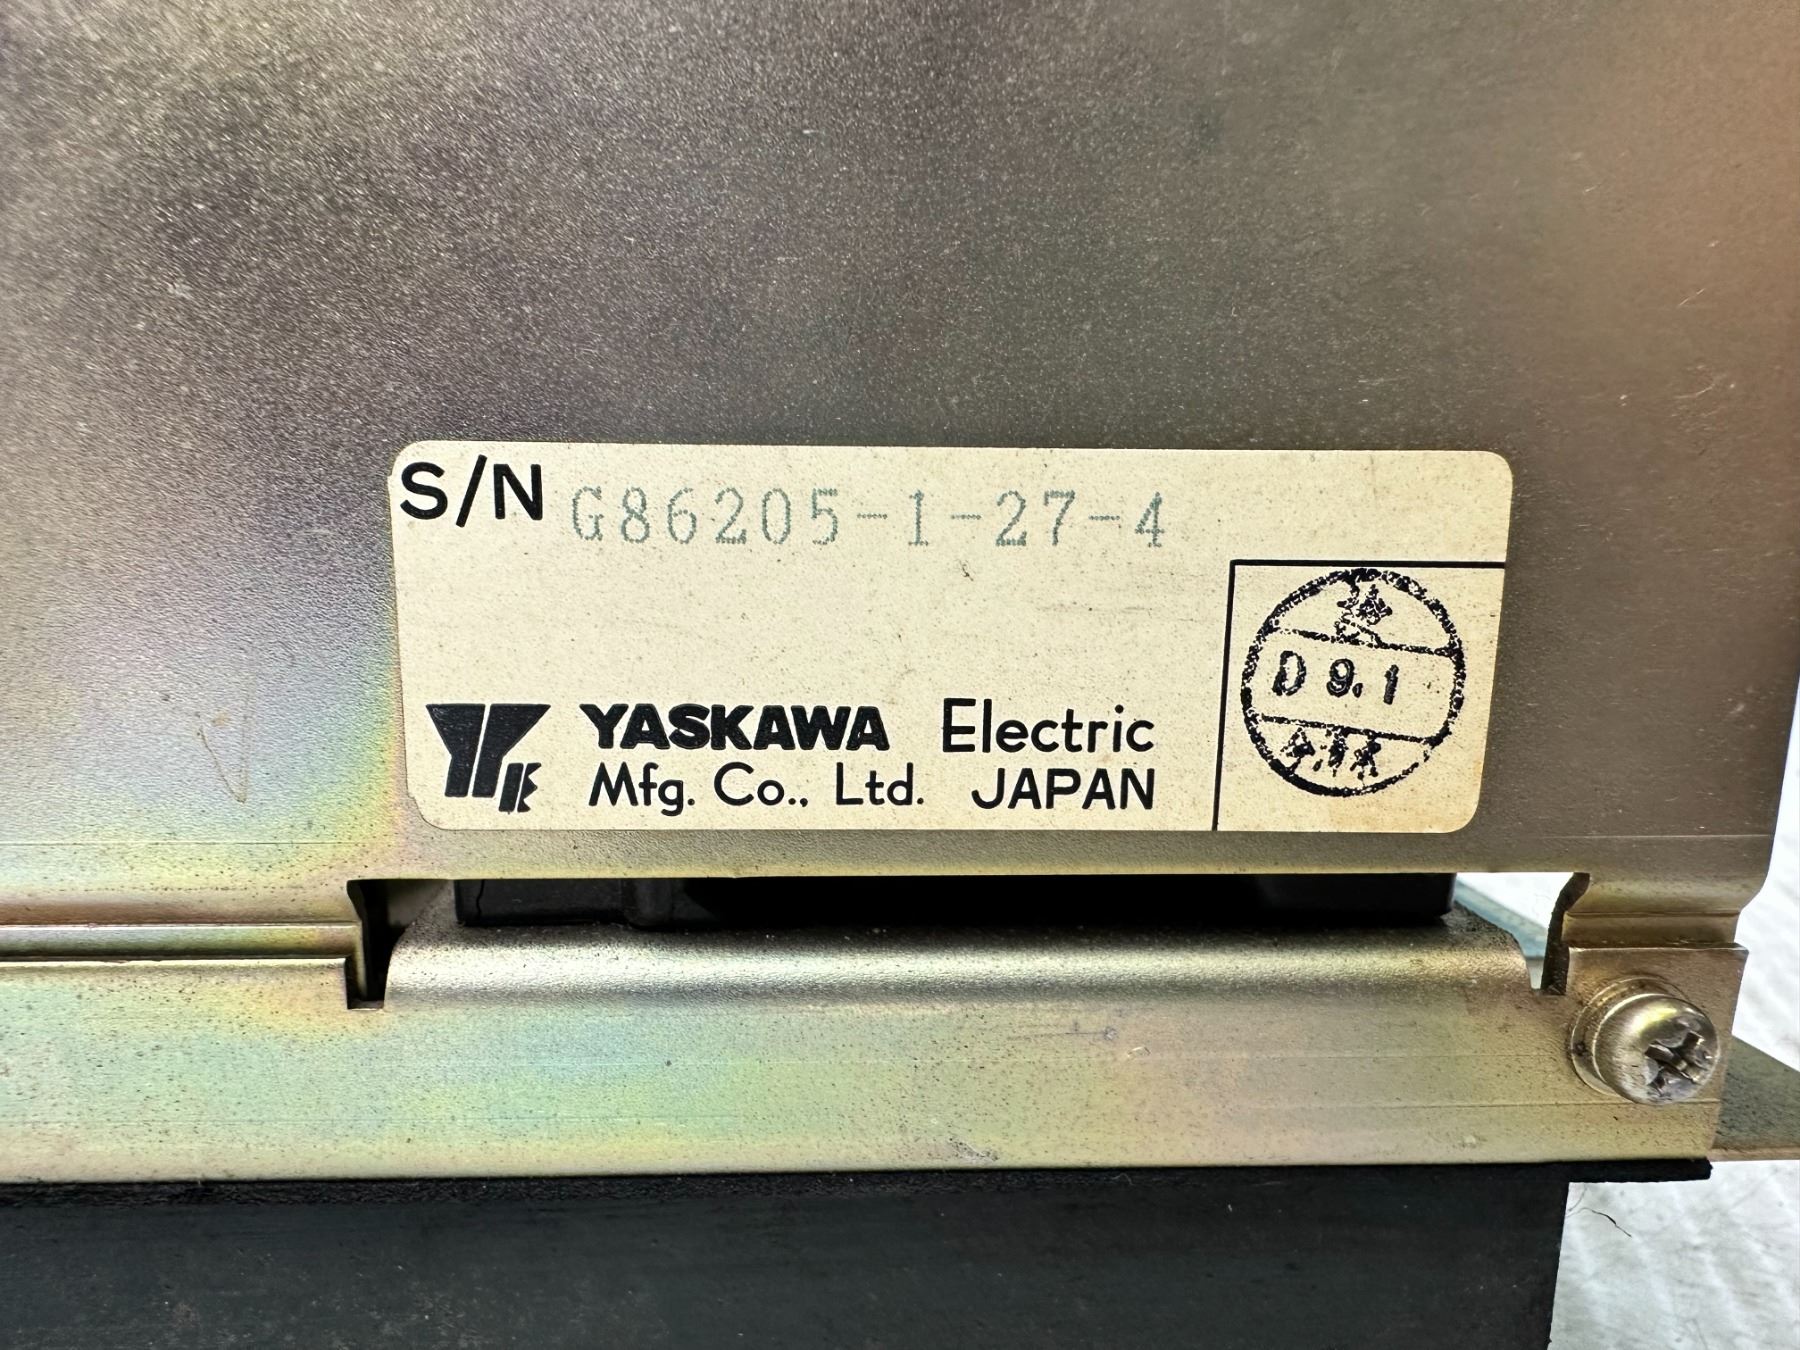 S/N G86205-1-27-4
YASKAWA Electric
Mfg. Co., Ltd. JAPAN
D 9.1